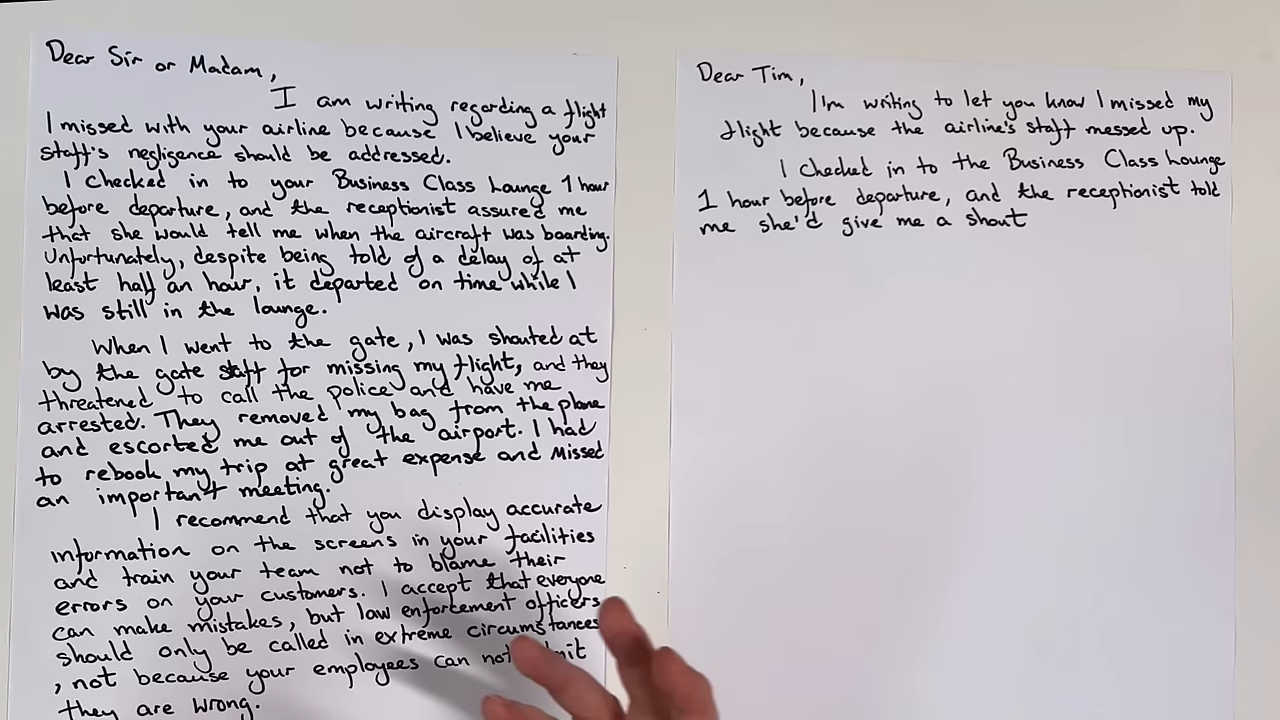 Dear Sir or Madam,
I am writing regarding a flight
I missed with your airline because I believe your
staff's negligence should be addressed.
I checked in to your Business Class Lounge 1 hour
before departure, and the receptionist assured me
that she would tell me when the aircraft was boarding.
Unfortunately, despite being told of a delay of at
least half an hour, it departed on time while I
was still in the lounge.
When I went to the gate, I was shouted at
by the gate staff for missing my flight, and they
threatened to call the police and have me
arrested. They removed my bag from the plane
and escorted me out of the airport. I had
to rebook my trip at great expense and missed
an important meeting.
I recommend that you display accurate
information on the screens in your facilities
and train your team not to blame their
errors on your customers. I accept that everyone
can make mistakes, but law enforcement officers
should only be called in extreme circumstances
, not because your employees can not
they are wrong.
Dear Tim,
I'm writing to let you know I missed my
flight because the airline's staff messed up.
I checked in to the Business Class Lounge
1 hour before departure, and the receptionist told
me she'd give me a shout